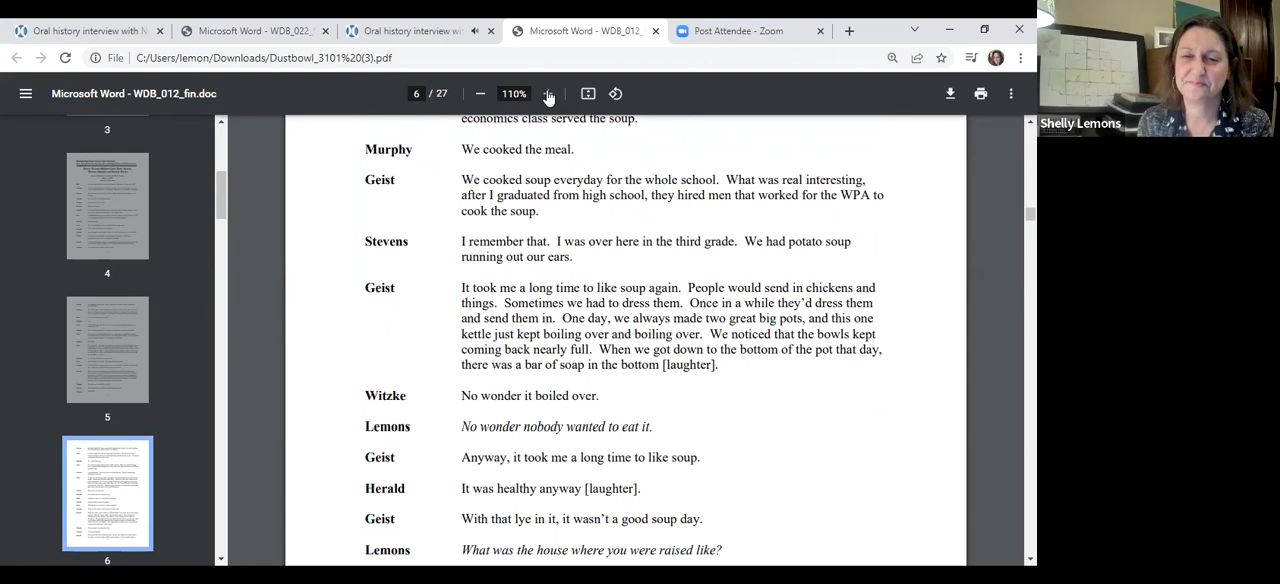 Oral history interview with N
Microsoft Word - WDB_022_
Oral history interview wit
Microsoft Word - WDB_012_
Post Attendee - Zoom
File
C:/Users/lemon/Downloads/Dustbowl_3101%20(3).pdf
Microsoft Word - WDB_012_fin.doc
6 / 27
110%
3
4
5
6
economics class served the soup.
Murphy We cooked the meal.
Geist We cooked soup everyday for the whole school. What was real interesting,
after I graduated from high school, they hired men that worked for the WPA to
cook the soup.
Stevens I remember that. I was over here in the third grade. We had potato soup
running out our ears.
Geist It took me a long time to like soup again. People would send in chickens and
things. Sometimes we had to dress them. Once in a while they'd dress them
and send them in. One day, we always made two great big pots, and this one
kettle just kept boiling over and boiling over. We noticed that the bowls kept
coming back nearly full. When we got down to the bottom of the pot that day,
there was a bar of soap in the bottom [laughter].
Witzke No wonder it boiled over.
Lemons No wonder nobody wanted to eat it.
Geist Anyway, it took me a long time to like soup.
Herald It was healthy anyway [laughter].
Geist With that lye in it, it wasn't a good soup day.
Lemons What was the house where you were raised like?
Shelly Lemons